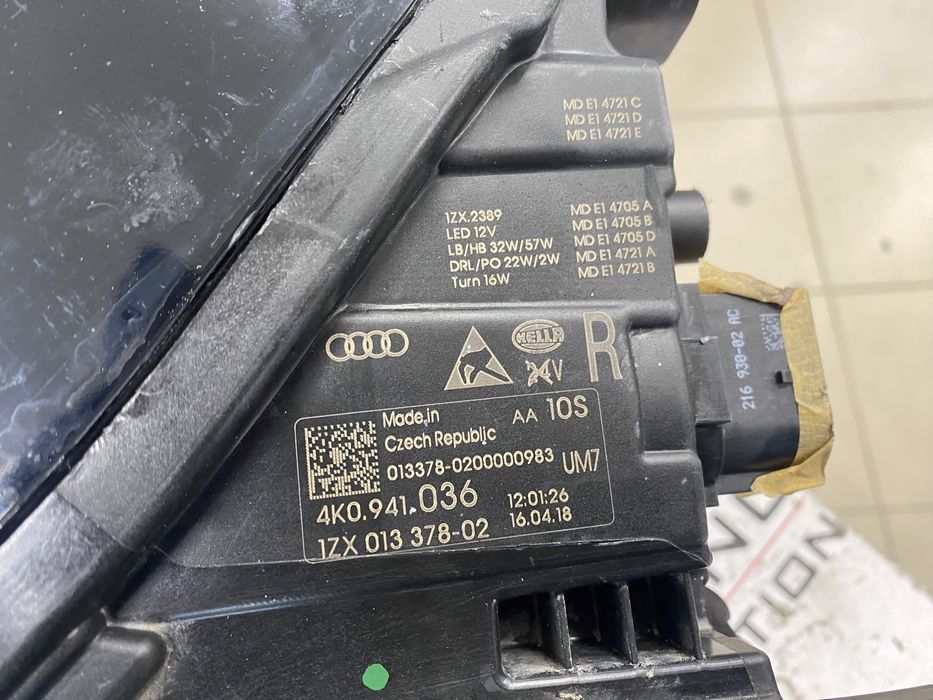 MD E1 4721 C
MD E1 4721 D
MD E1 4721 E
1ZX.2389
LED 12V
LB/HB 32W/57W
DRL/PO 22W/2W
Turn 16W
MD E1 4705 A
MD E1 4705 B
MD E1 4705 D
MD E1 4721 A
MD E1 4721 B
HELLA
24V
R
216 930-02 AC
Made in
Czech Republic
AA 10S
013378-0200000983
UM7
4K0.941.036
12:01:26
1ZX 013 378-02
16.04.18